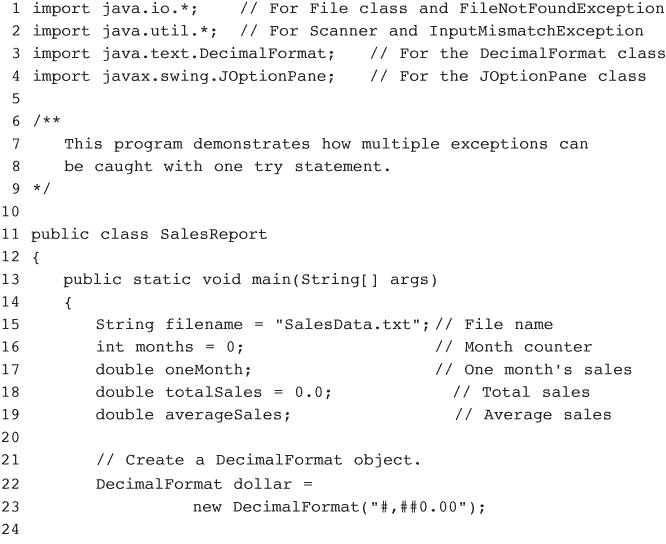 1 import java.io.*;    // For File class and FileNotFoundException
2 import java.util.*;  // For Scanner and InputMismatchException
3 import java.text.DecimalFormat;   // For the DecimalFormat class
4 import javax.swing.JOptionPane;   // For the JOptionPane class
5
6 /**
7    This program demonstrates how multiple exceptions can
8    be caught with one try statement.
9 */
10
11 public class SalesReport
12 {
13    public static void main(String[] args)
14    {
15       String filename = "SalesData.txt"; // File name
16       int months = 0;                    // Month counter
17       double oneMonth;                   // One month's sales
18       double totalSales = 0.0;             // Total sales
19       double averageSales;                 // Average sales
20
21       // Create a DecimalFormat object.
22       DecimalFormat dollar =
23                new DecimalFormat("#,##0.00");
24